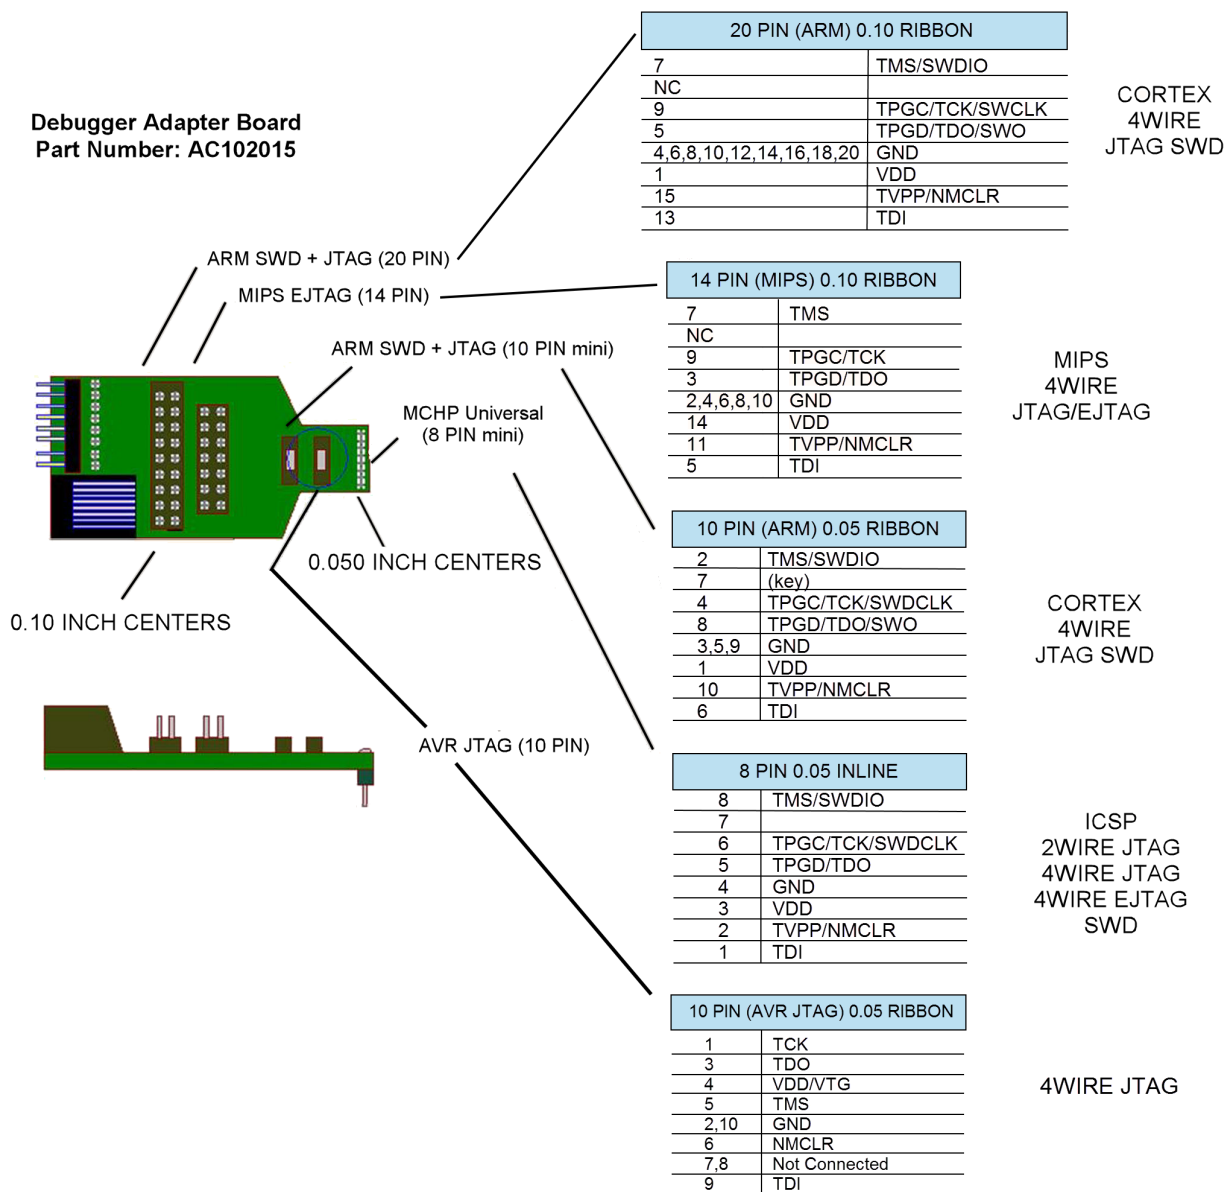 Debugger Adapter Board
Part Number: AC102015
ARM SWD + JTAG (20 PIN)
MIPS EJTAG (14 PIN)
ARM SWD + JTAG (10 PIN mini)
MCHP Universal
(8 PIN mini)
0.050 INCH CENTERS
0.10 INCH CENTERS
AVR JTAG (10 PIN)
20 PIN (ARM) 0.10 RIBBON
7 TMS/SWDIO
NC
9 TPGC/TCK/SWCLK
5 TPGD/TDO/SWO
4,6,8,10,12,14,16,18,20 GND
1 VDD
15 TVPP/NMCLR
13 TDI
CORTEX
4WIRE
JTAG SWD
14 PIN (MIPS) 0.10 RIBBON
7 TMS
NC
9 TPGC/TCK
3 TPGD/TDO
2,4,6,8,10 GND
14 VDD
11 TVPP/NMCLR
5 TDI
MIPS
4WIRE
JTAG/EJTAG
10 PIN (ARM) 0.05 RIBBON
2 TMS/SWDIO
7 (key)
4 TPGC/TCK/SWDCLK
8 TPGD/TDO/SWO
3,5,9 GND
1 VDD
10 TVPP/NMCLR
6 TDI
CORTEX
4WIRE
JTAG SWD
8 PIN 0.05 INLINE
8 TMS/SWDIO
7
6 TPGC/TCK/SWDCLK
5 TPGD/TDO
4 GND
3 VDD
2 TVPP/NMCLR
1 TDI
ICSP
2WIRE JTAG
4WIRE JTAG
4WIRE EJTAG
SWD
10 PIN (AVR JTAG) 0.05 RIBBON
1 TCK
3 TDO
4 VDD/VTG
5 TMS
2,10 GND
6 NMCLR
7,8 Not Connected
9 TDI
4WIRE JTAG